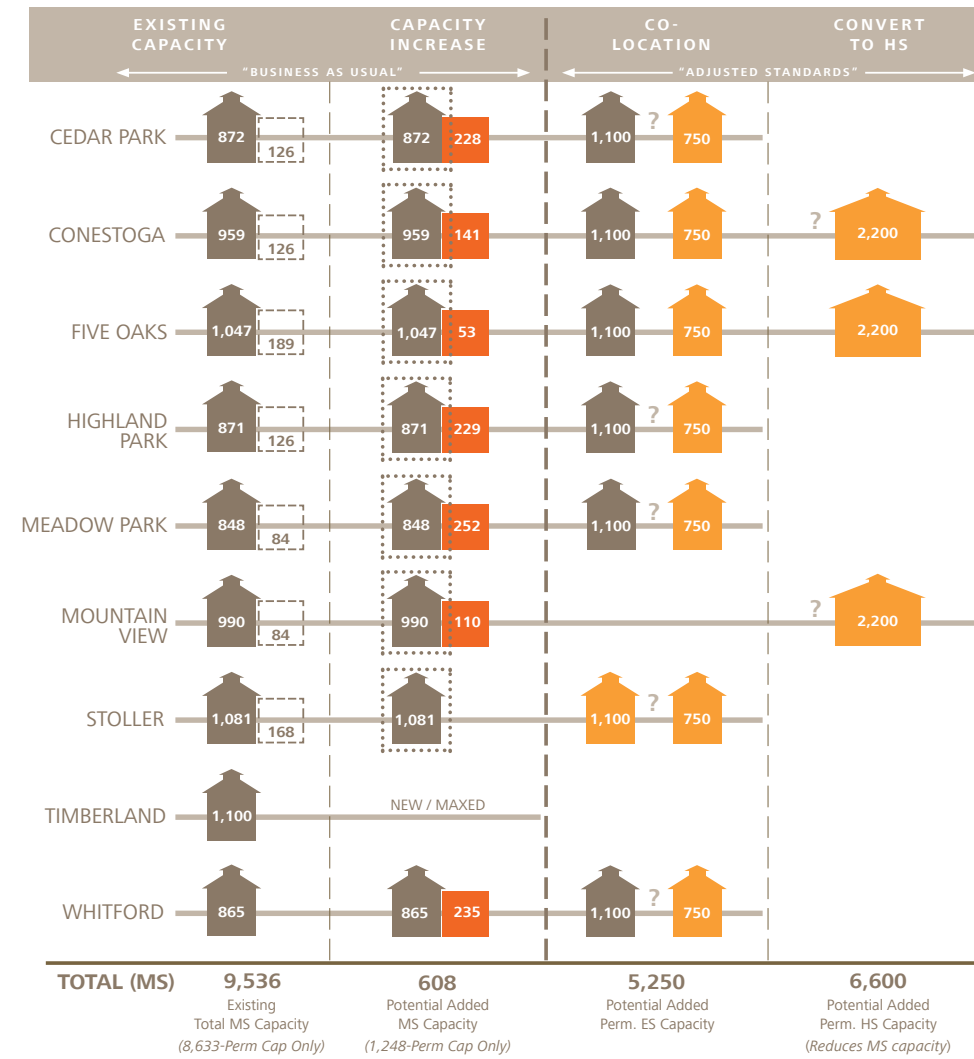 EXISTING CAPACITY
CAPACITY INCREASE
CO-LOCATION
CONVERT TO HS
"BUSINESS AS USUAL"
"ADJUSTED STANDARDS"
CEDAR PARK
872
126
872
228
1,100
?
750
CONESTOGA
959
126
959
141
1,100
750
?
2,200
FIVE OAKS
1,047
189
1,047
53
1,100
750
2,200
HIGHLAND
PARK
871
126
871
229
1,100
?
750
MEADOW PARK
848
84
848
252
1,100
?
750
MOUNTAIN
VIEW
990
84
990
110
?
2,200
STOLLER
1,081
168
1,081
1,100
?
750
TIMBERLAND
1,100
NEW / MAXED
WHITFORD
865
865
235
1,100
?
750
TOTAL (MS)
9,536
Existing
Total MS Capacity
(8,633-Perm Cap Only)
608
Potential Added
MS Capacity
(1,248-Perm Cap Only)
5,250
Potential Added
Perm. ES Capacity
6,600
Potential Added
Perm. HS Capacity
(Reduces MS capacity)